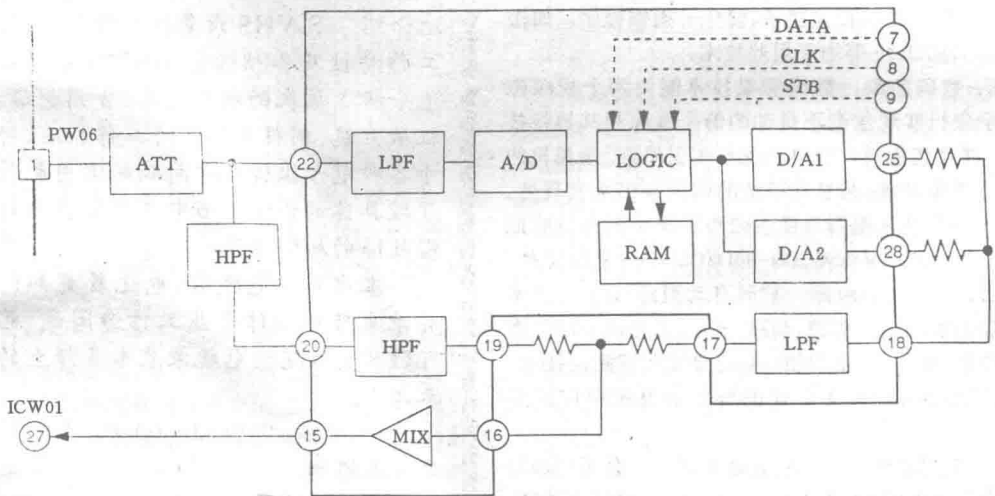 DATA
7
CLK
8
STB
9
PW06
ATT
22
LPF
A/D
LOGIC
D/A1
25
HPF
RAM
D/A2
28
20
HPF
19
17
LPF
18
ICW01
27
15
MIX
16